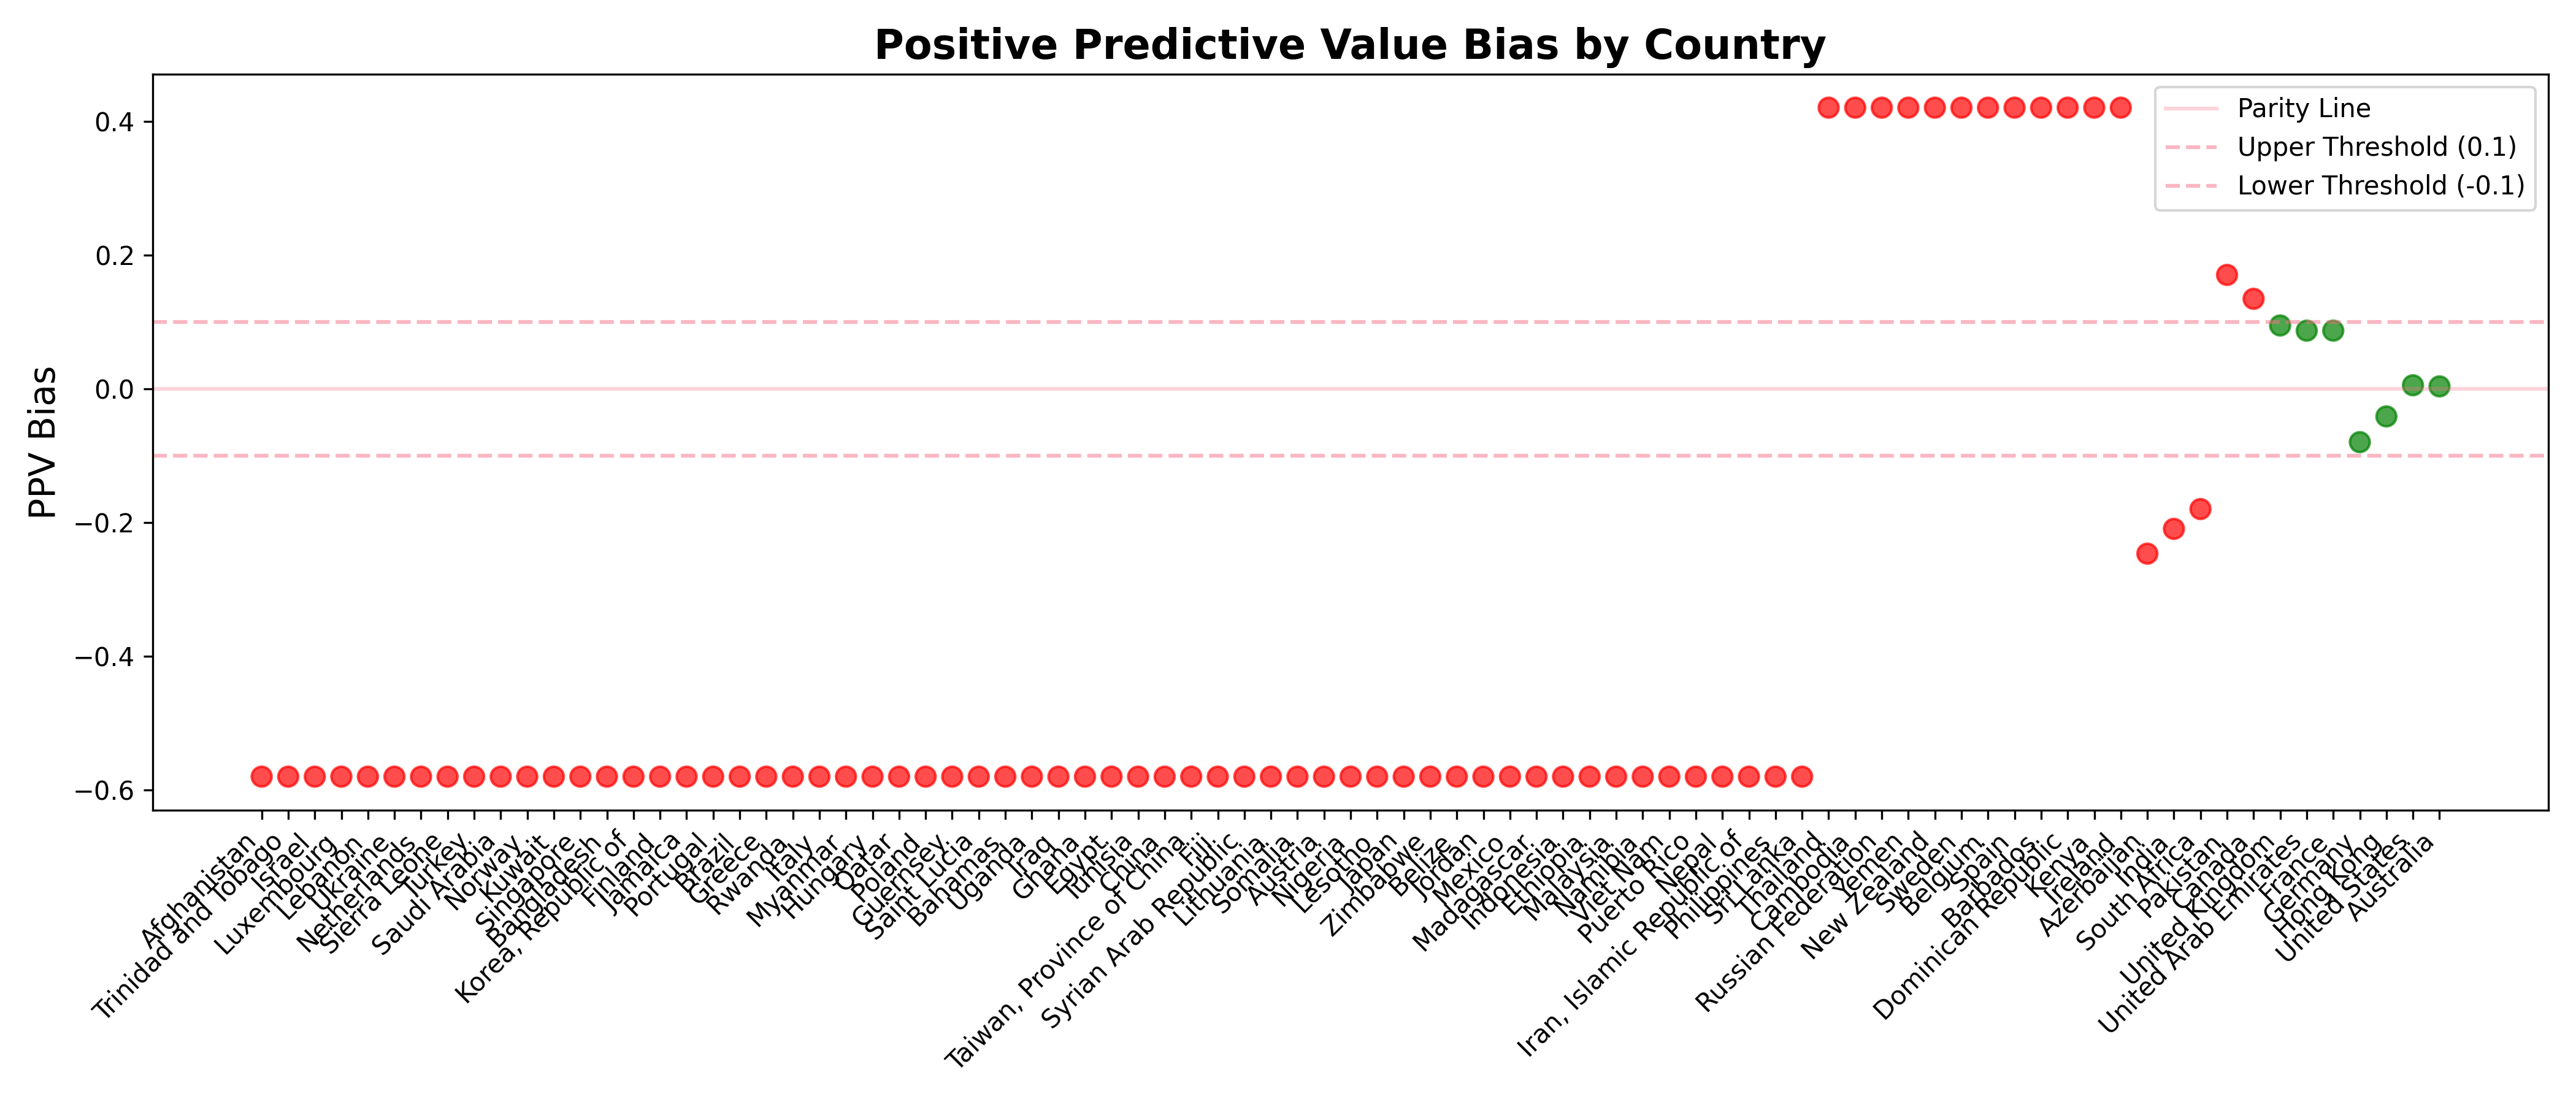 Positive Predictive Value Bias by Country
PPV Bias
0.4
0.2
0.0
−0.2
−0.4
−0.6
Parity Line
Upper Threshold (0.1)
Lower Threshold (-0.1)
Afghanistan
Trinidad and Tobago
Israel
Luxembourg
Lebanon
Ukraine
Netherlands
Sierra Leone
Turkey
Saudi Arabia
Norway
Kuwait
Singapore
Bangladesh
Korea, Republic of
Finland
Jamaica
Portugal
Brazil
Greece
Rwanda
Italy
Myanmar
Hungary
Qatar
Poland
Guernsey
Saint Lucia
Bahamas
Uganda
Iraq
Ghana
Egypt
Tunisia
China
Taiwan, Province of China
Fiji
Syrian Arab Republic
Lithuania
Somalia
Austria
Nigeria
Lesotho
Japan
Zimbabwe
Belize
Jordan
Mexico
Madagascar
Indonesia
Ethiopia
Malaysia
Namibia
Viet Nam
Puerto Rico
Nepal
Iran, Islamic Republic of
Philippines
Sri Lanka
Thailand
Cambodia
Russian Federation
Yemen
New Zealand
Sweden
Belgium
Spain
Barbados
Dominican Republic
Kenya
Ireland
Azerbaijan
India
South Africa
Pakistan
Canada
United Kingdom
United Arab Emirates
France
Germany
Hong Kong
United States
Australia